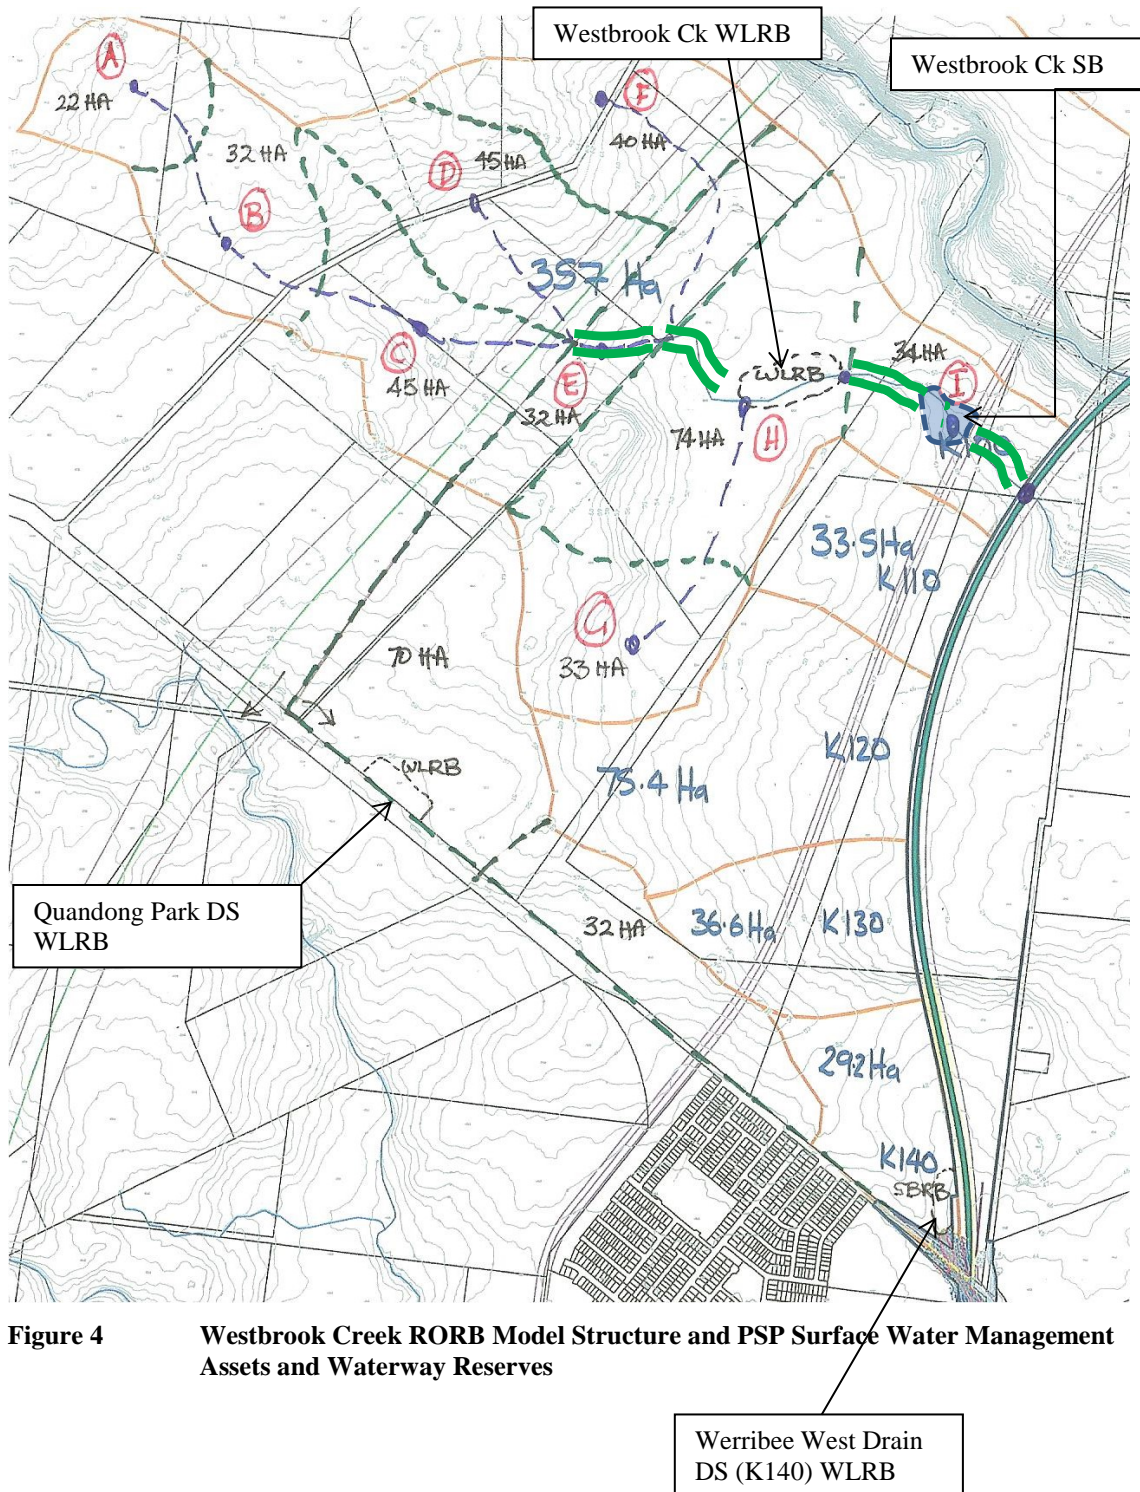 Westbrook Ck WLRB
Westbrook Ck SB
A
22 HA
32 HA
B
D
45 HA
F
40 HA
357 Ha
C
45 HA
E
32 HA
WLRB
34 HA
I
74 HA
H
33.5 Ha
K110
G
33 HA
70 HA
WLRB
75.4 Ha
K120
Quandong Park DS
WLRB
32 HA
36.6 Ha
K130
29.2 Ha
K140
SBRB
Figure 4 Westbrook Creek RORB Model Structure and PSP Surface Water Management
Assets and Waterway Reserves
Werribee West Drain
DS (K140) WLRB